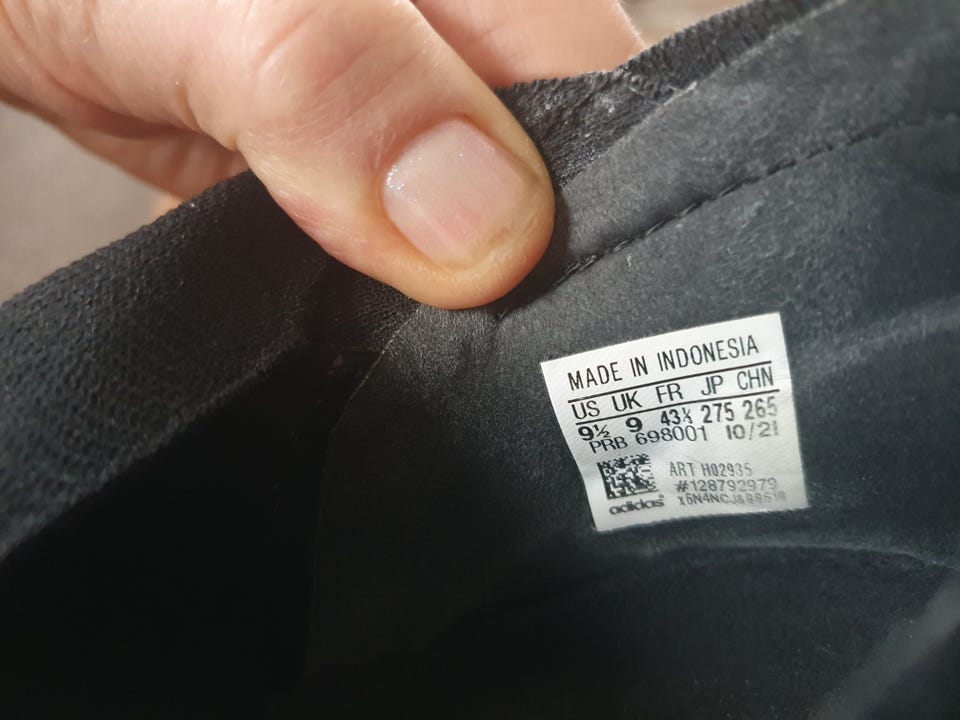 MADE IN INDONESIA
US UK FR JP CHN
9½ 9 43⅓ 275 265
PRB 698001 10/21
ART H02935
#128792979
adidas